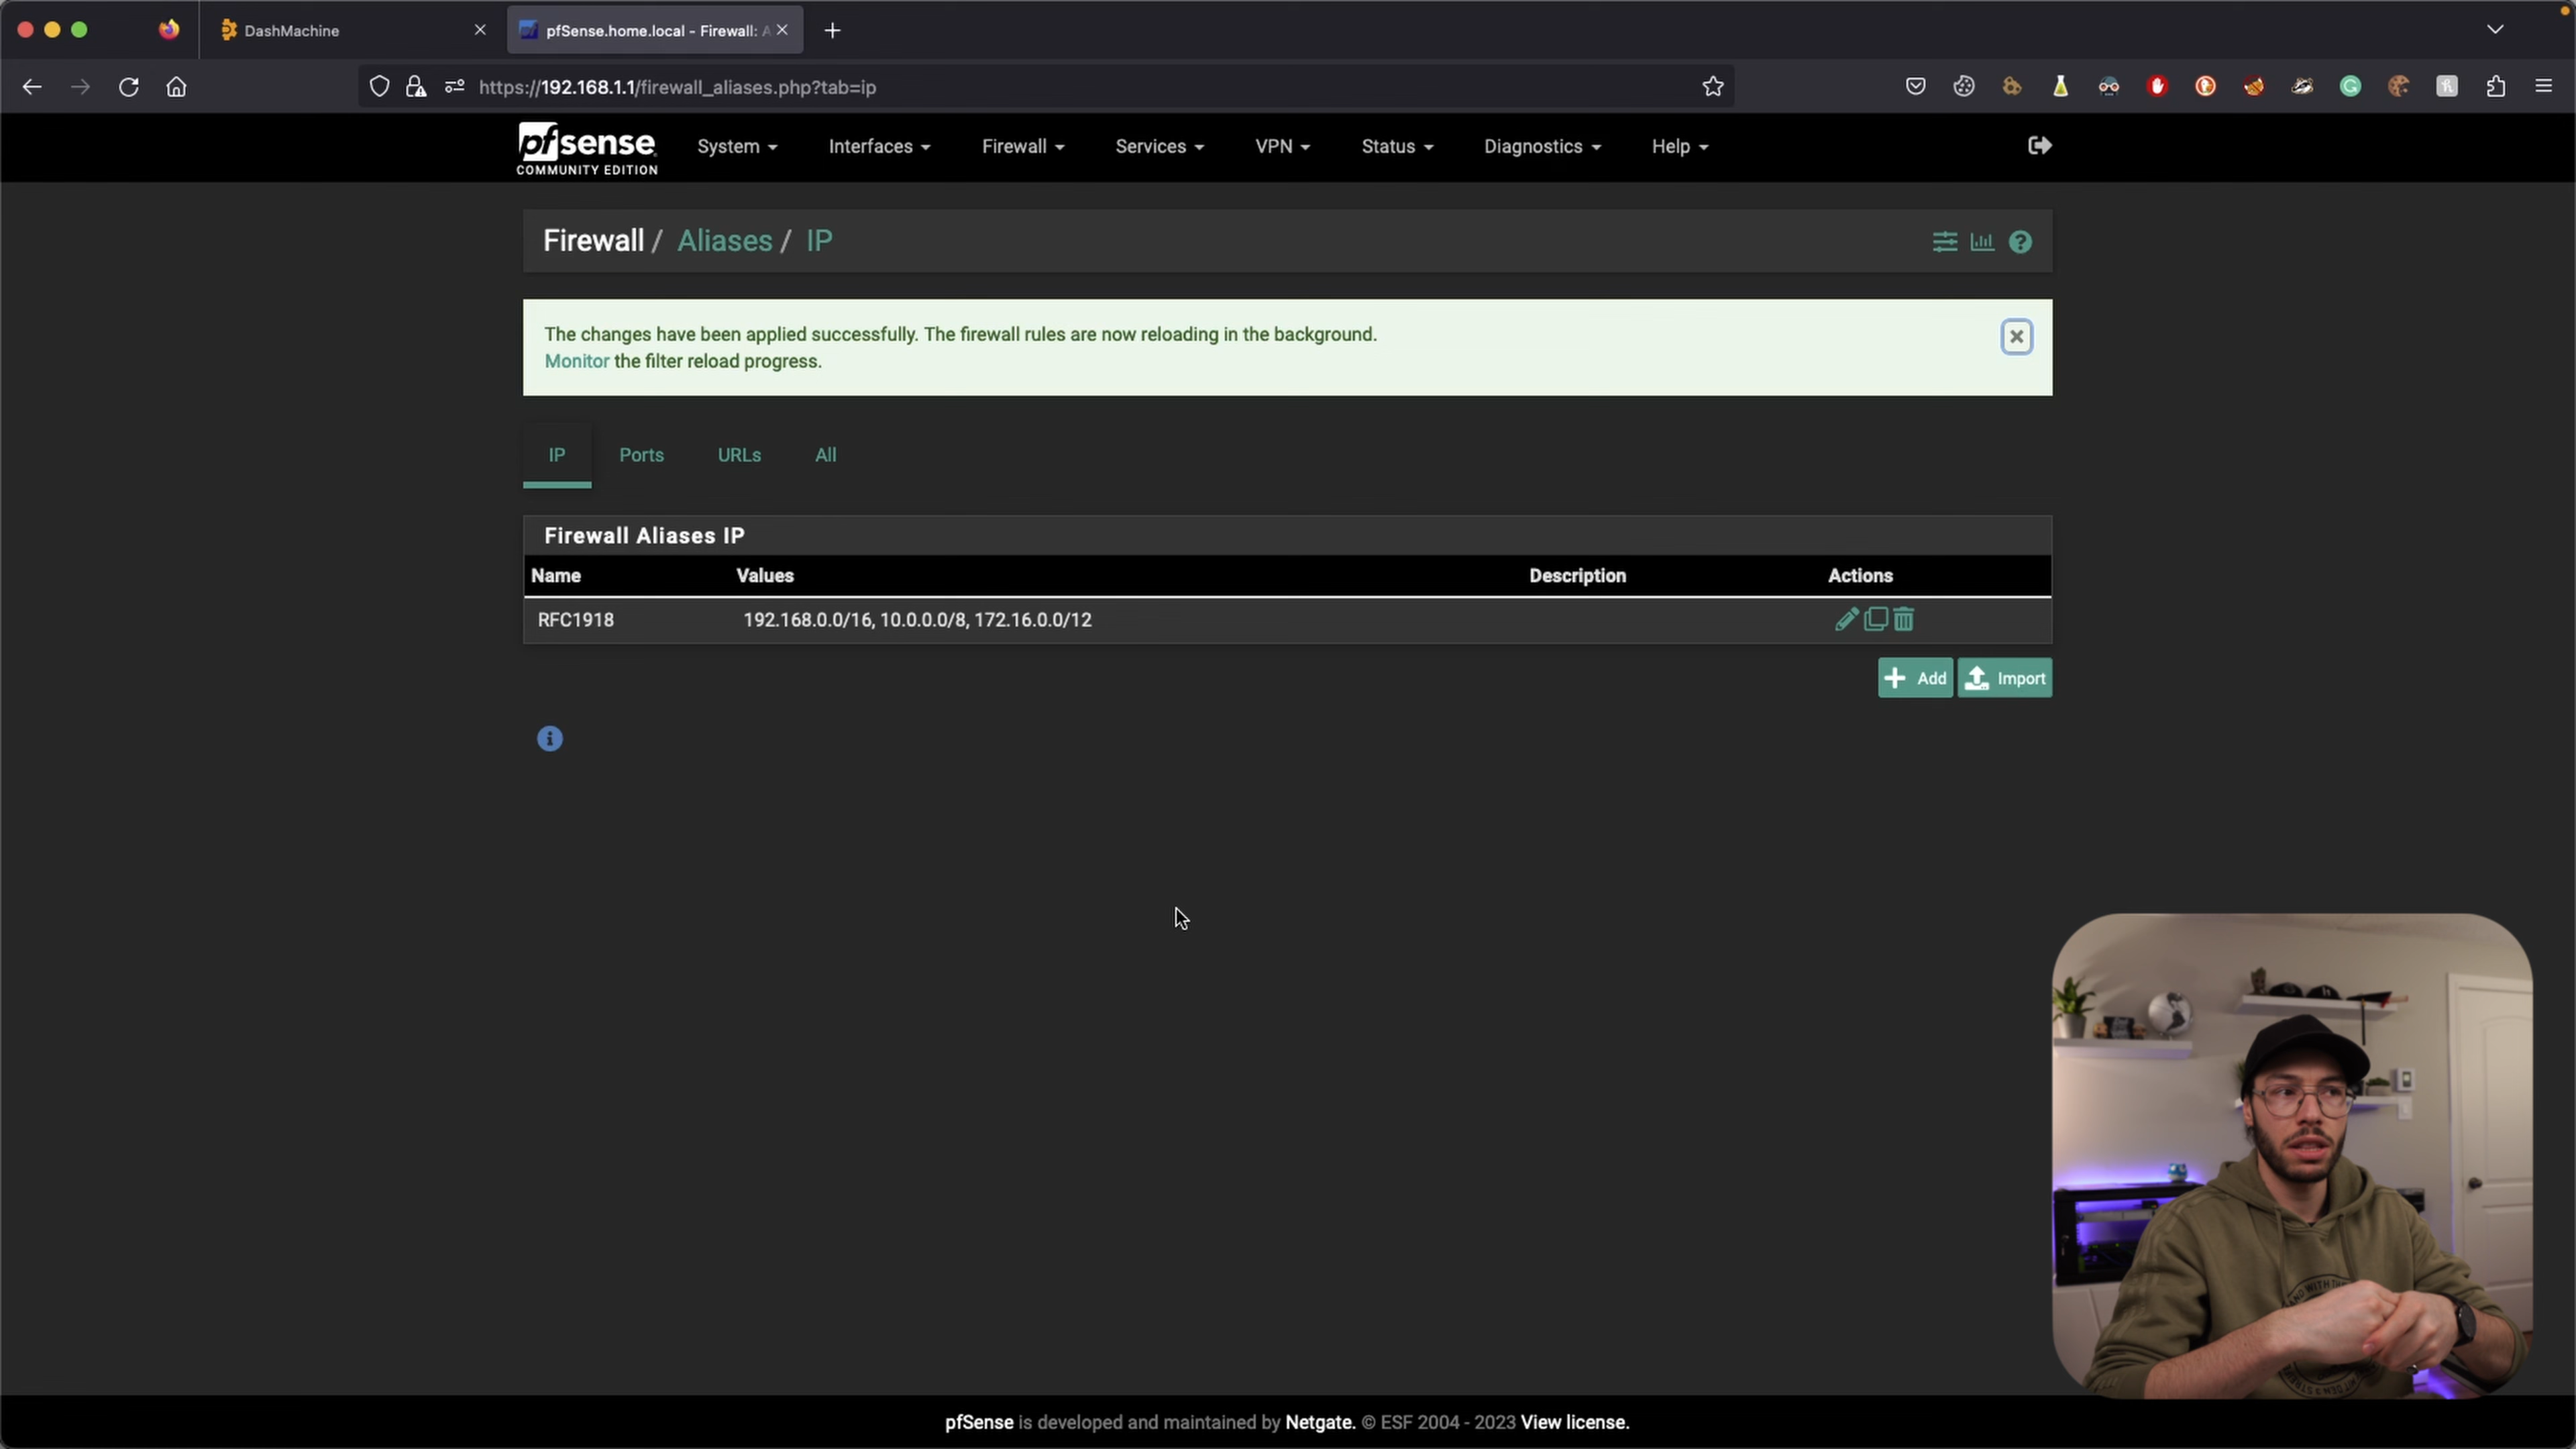 DashMachine
pfSense.home.local - Firewall: A
https://192.168.1.1/firewall_aliases.php?tab=ip
pfsense
COMMUNITY EDITION
System
Interfaces
Firewall
Services
VPN
Status
Diagnostics
Help
Firewall / Aliases / IP
The changes have been applied successfully. The firewall rules are now reloading in the background.
Monitor the filter reload progress.
IP
Ports
URLs
All
Firewall Aliases IP
Name Values Description Actions
RFC1918 192.168.0.0/16, 10.0.0.0/8, 172.16.0.0/12
Add
Import
pfSense is developed and maintained by Netgate. © ESF 2004 - 2023 View license.